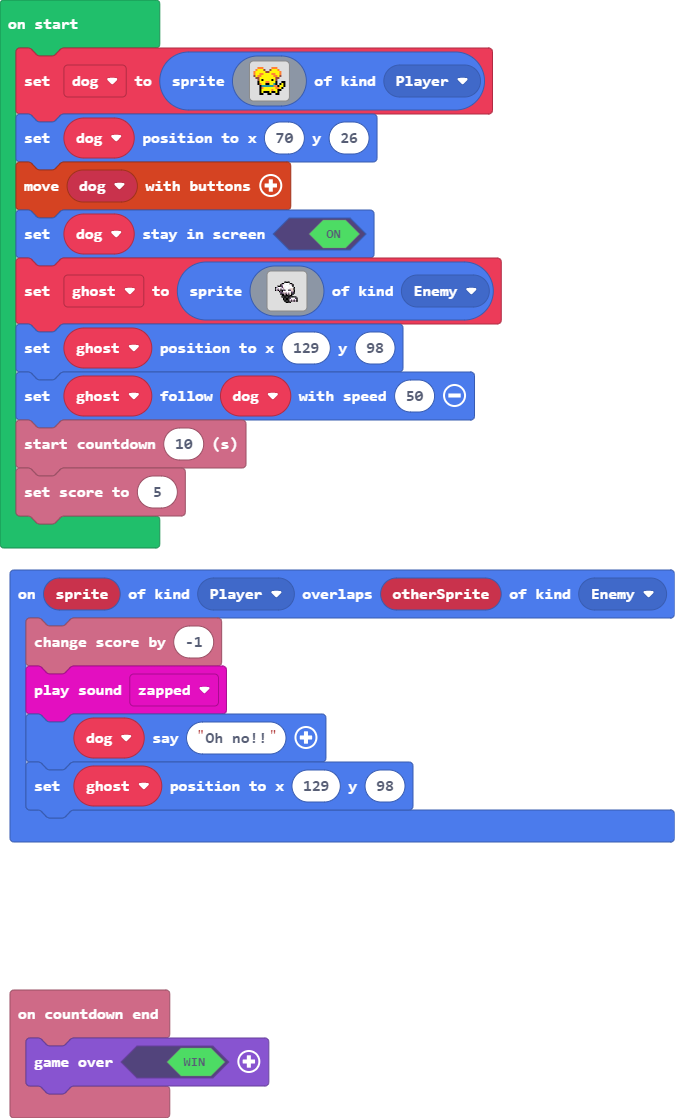 on start
set dog to sprite of kind Player
set dog position to x 70 y 26
move dog with buttons
set dog stay in screen ON
set ghost to sprite of kind Enemy
set ghost position to x 129 y 98
set ghost follow dog with speed 50
start countdown 10 (s)
set score to 5
on sprite of kind Player overlaps otherSprite of kind Enemy
change score by -1
play sound zapped
dog say "Oh no!!"
set ghost position to x 129 y 98
on countdown end
game over WIN